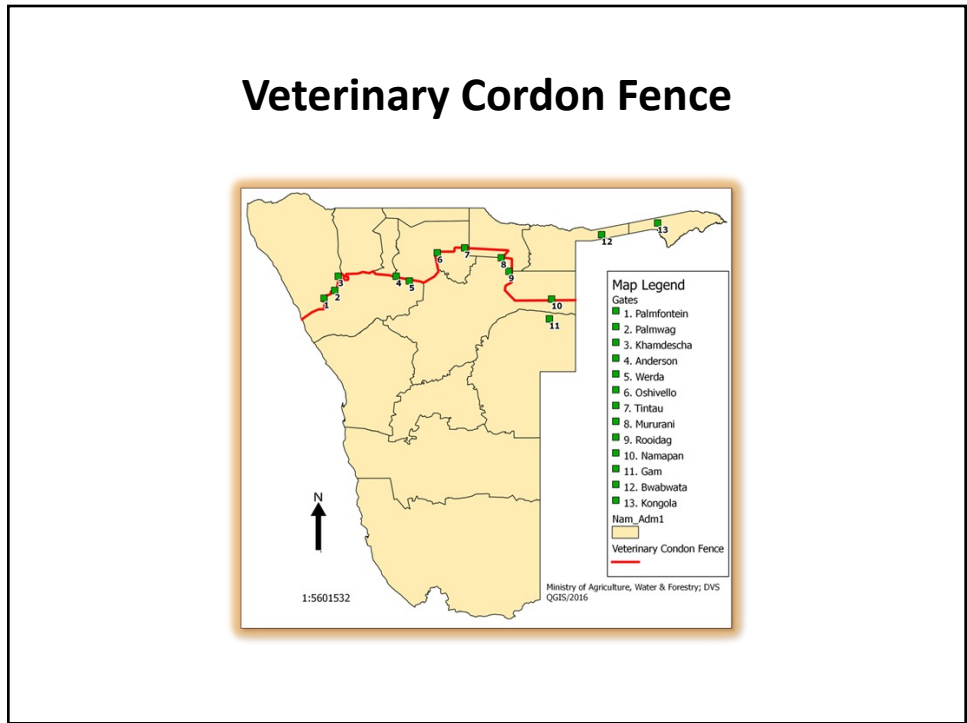 Veterinary Cordon Fence
1
2
3
4
5
6
7
8
9
10
11
12
13
Map Legend
Gates
1. Palmfontein
2. Palmwag
3. Khamdescha
4. Anderson
5. Werda
6. Oshivello
7. Tintau
8. Mururani
9. Rooidag
10. Namapan
11. Gam
12. Bwabwata
13. Kongola
Nam_Adm1
Veterinary Condon Fence
N
1:5601532
Ministry of Agriculture, Water & Forestry; DVS
QGIS/2016